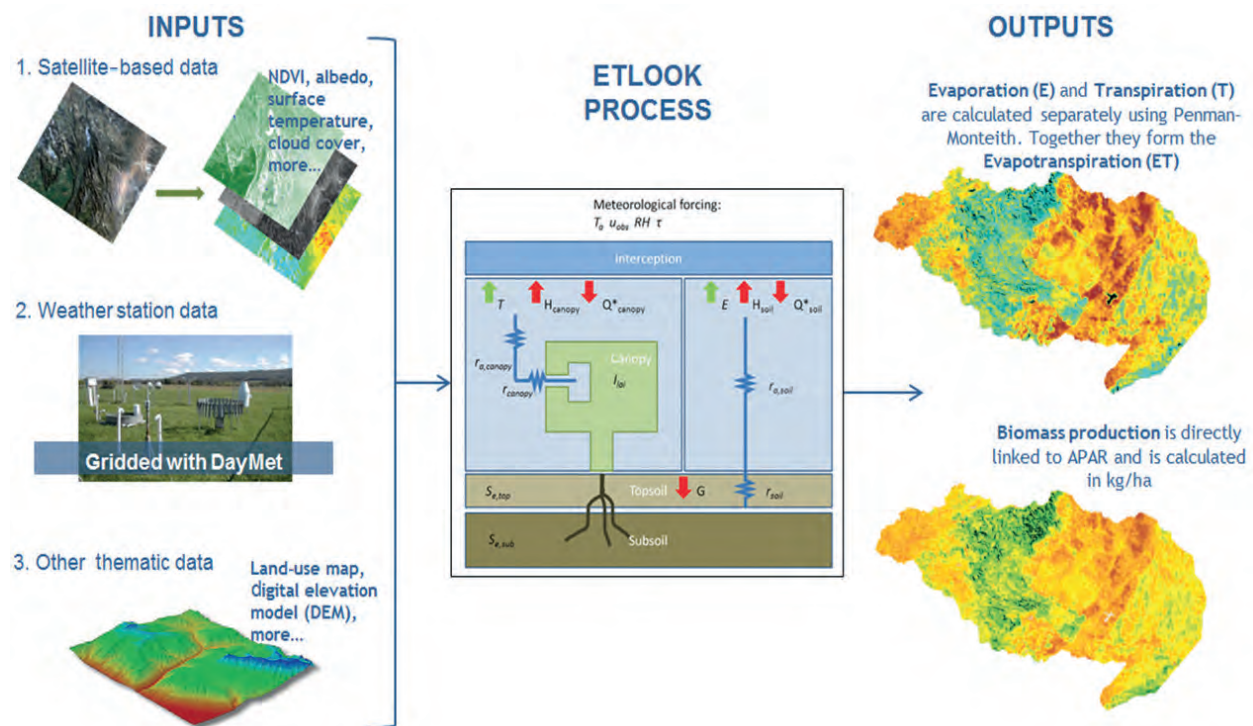 INPUTS
1. Satellite-based data
NDVI, albedo,
surface
temperature,
cloud cover,
more...
2. Weather station data
Gridded with DayMet
3. Other thematic data
Land-use map,
digital elevation
model (DEM),
more...
ETLOOK
PROCESS
Meteorological forcing:
Ta uobs RH τ
Interception
T Hcanopy Q*canopy
E Hsoil Q*soil
ra,canopy
rcanopy
Canopy
Ilai
ra,soil
Se,top
Topsoil
G
rsoil
Se,sub
Subsoil
OUTPUTS
Evaporation (E) and Transpiration (T)
are calculated separately using Penman-
Monteith. Together they form the
Evapotranspiration (ET)
Biomass production is directly
linked to APAR and is calculated
in kg/ha